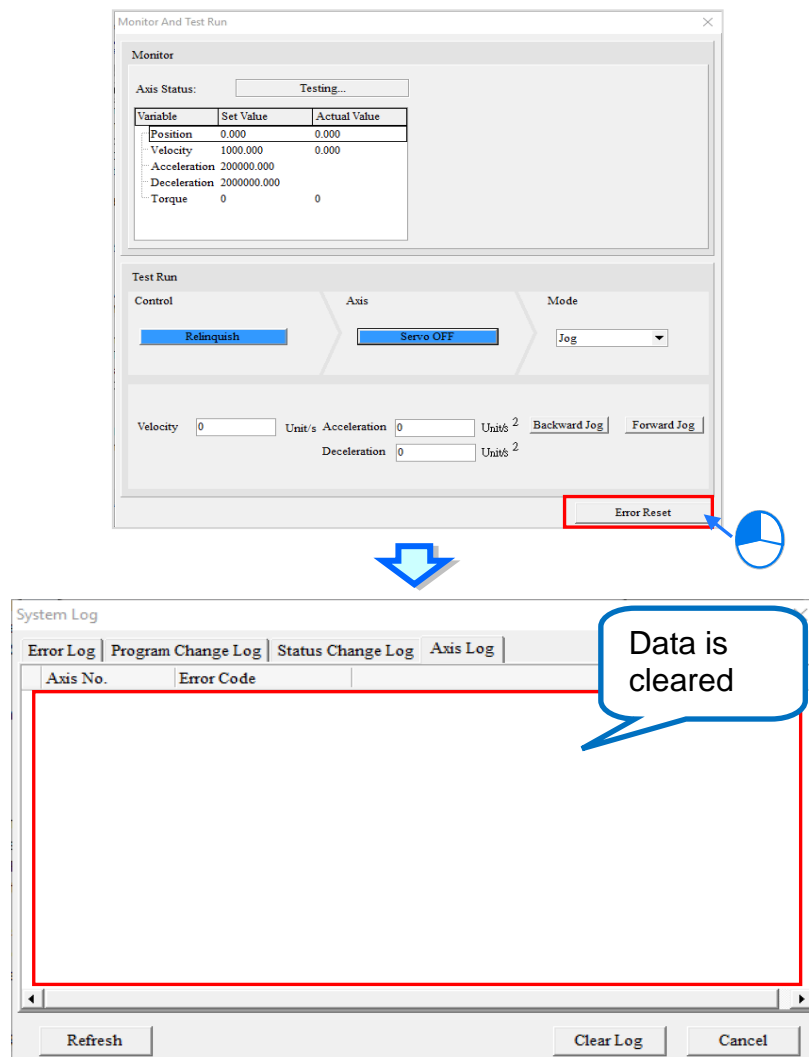 Monitor And Test Run
Monitor
Axis Status: Testing...
Variable Set Value Actual Value
Position 0.000 0.000
Velocity 1000.000 0.000
Acceleration 200000.000
Deceleration 2000000.000
Torque 0 0
Test Run
Control Axis Mode
Relinquish Servo OFF Jog
Velocity 0 Unit/s Acceleration 0 Unit/s 2 Backward Jog Forward Jog
Deceleration 0 Unit/s 2
Error Reset
System Log
Error Log Program Change Log Status Change Log Axis Log
Axis No. Error Code
Data is
cleared
Refresh Clear Log Cancel